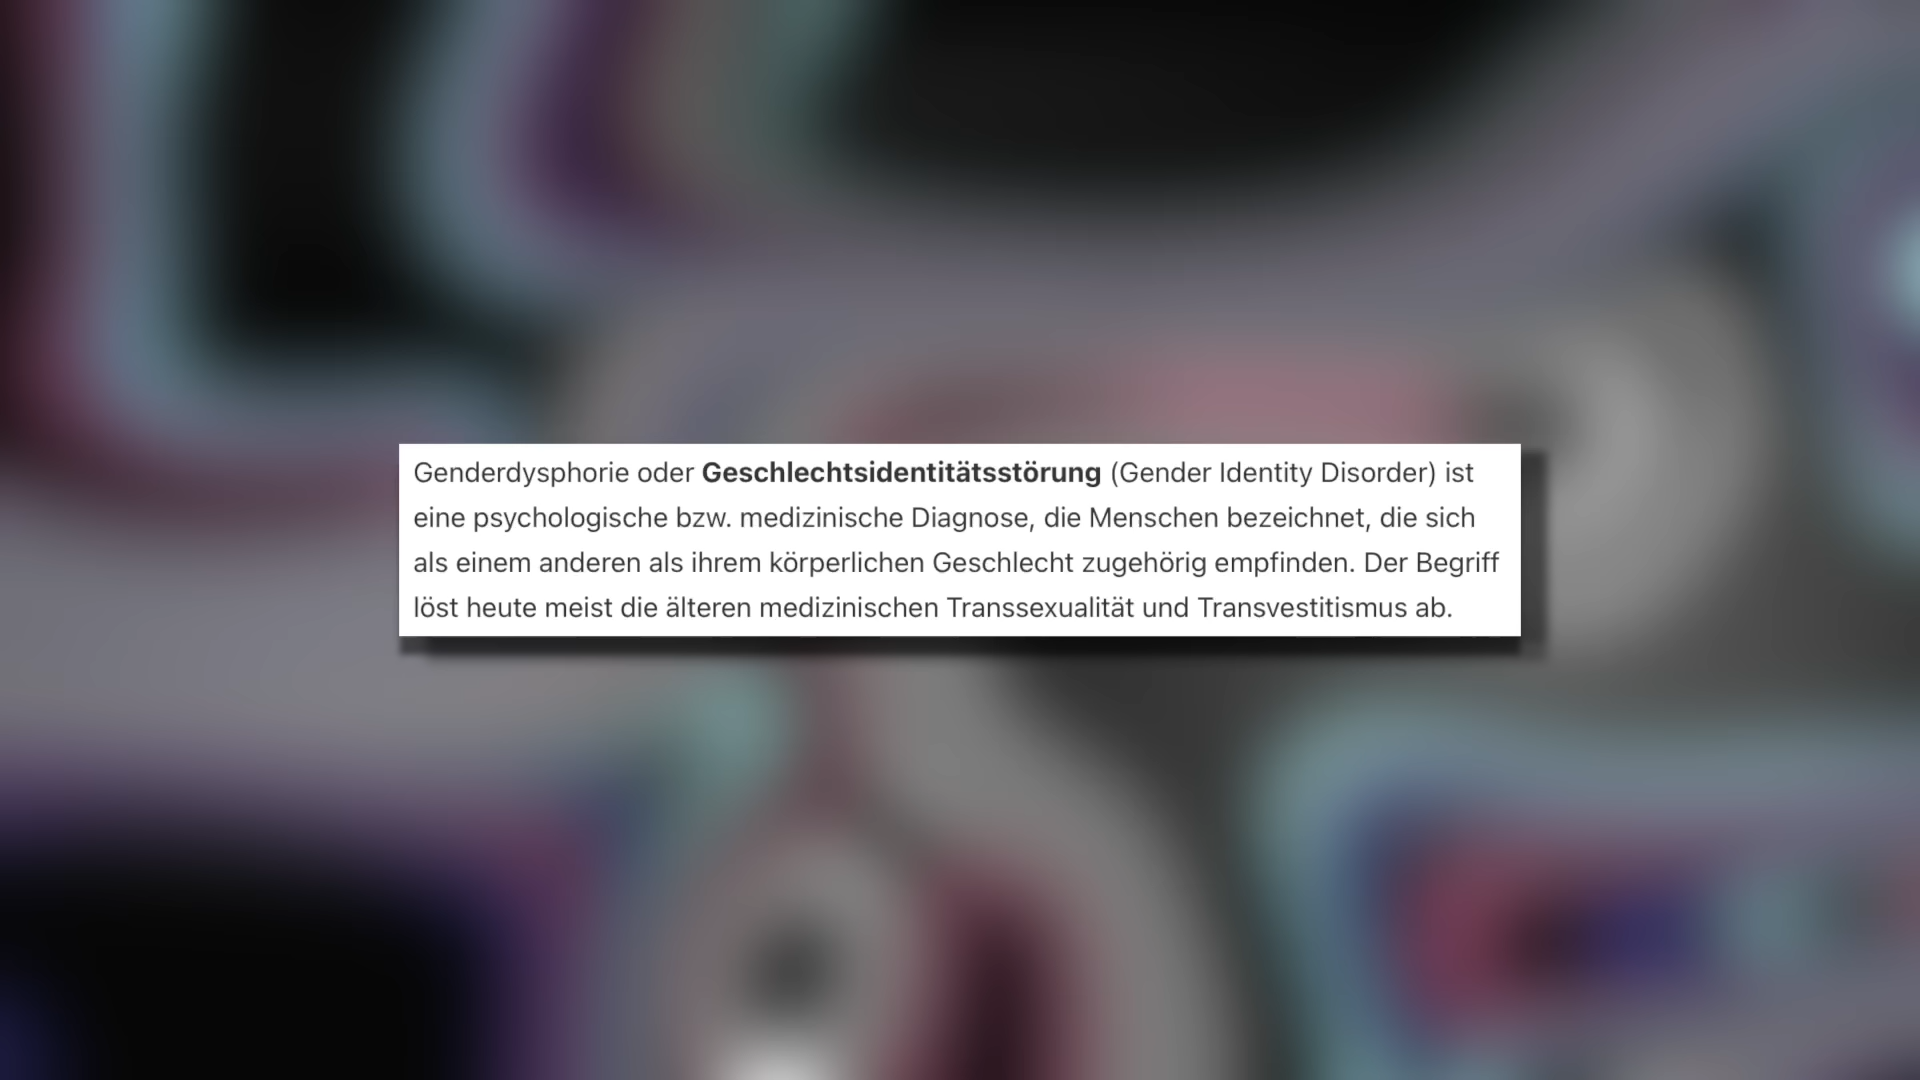 Genderdysphorie oder Geschlechtsidentitätsstörung (Gender Identity Disorder) ist
eine psychologische bzw. medizinische Diagnose, die Menschen bezeichnet, die sich
als einem anderen als ihrem körperlichen Geschlecht zugehörig empfinden. Der Begriff
löst heute meist die älteren medizinischen Transsexualität und Transvestitismus ab.